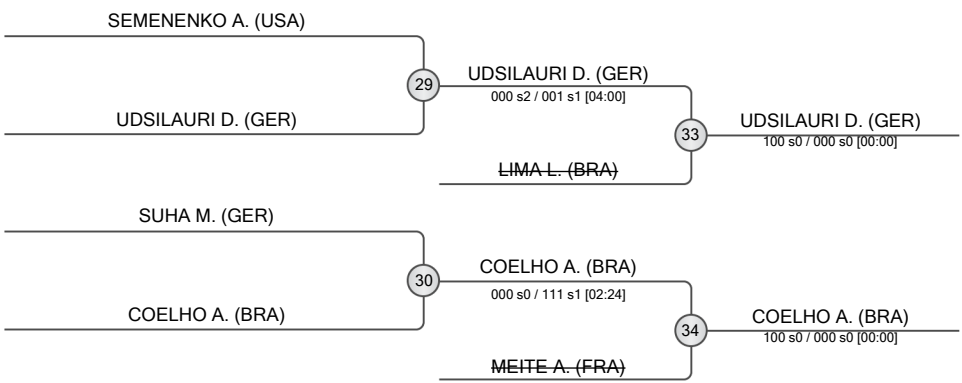 SEMENENKO A. (USA)
29
UDSILAURI D. (GER)
000 s2 / 001 s1 [04:00]
UDSILAURI D. (GER)
33
UDSILAURI D. (GER)
100 s0 / 000 s0 [00:00]
LIMA L. (BRA)
SUHA M. (GER)
30
COELHO A. (BRA)
000 s0 / 111 s1 [02:24]
COELHO A. (BRA)
34
COELHO A. (BRA)
100 s0 / 000 s0 [00:00]
MEITE A. (FRA)